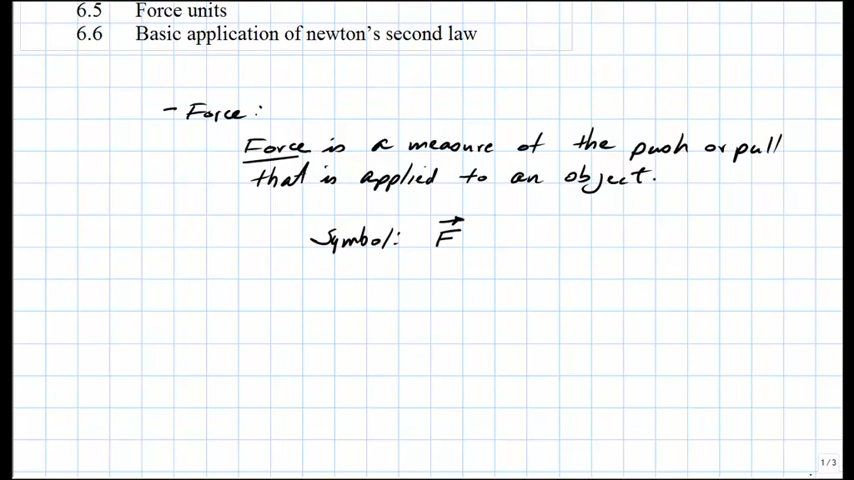 6.5 Force units
6.6 Basic application of newton's second law
- Force:
Force is a measure of the push or pull
that is applied to an object.
Symbol: F⃗
1/3